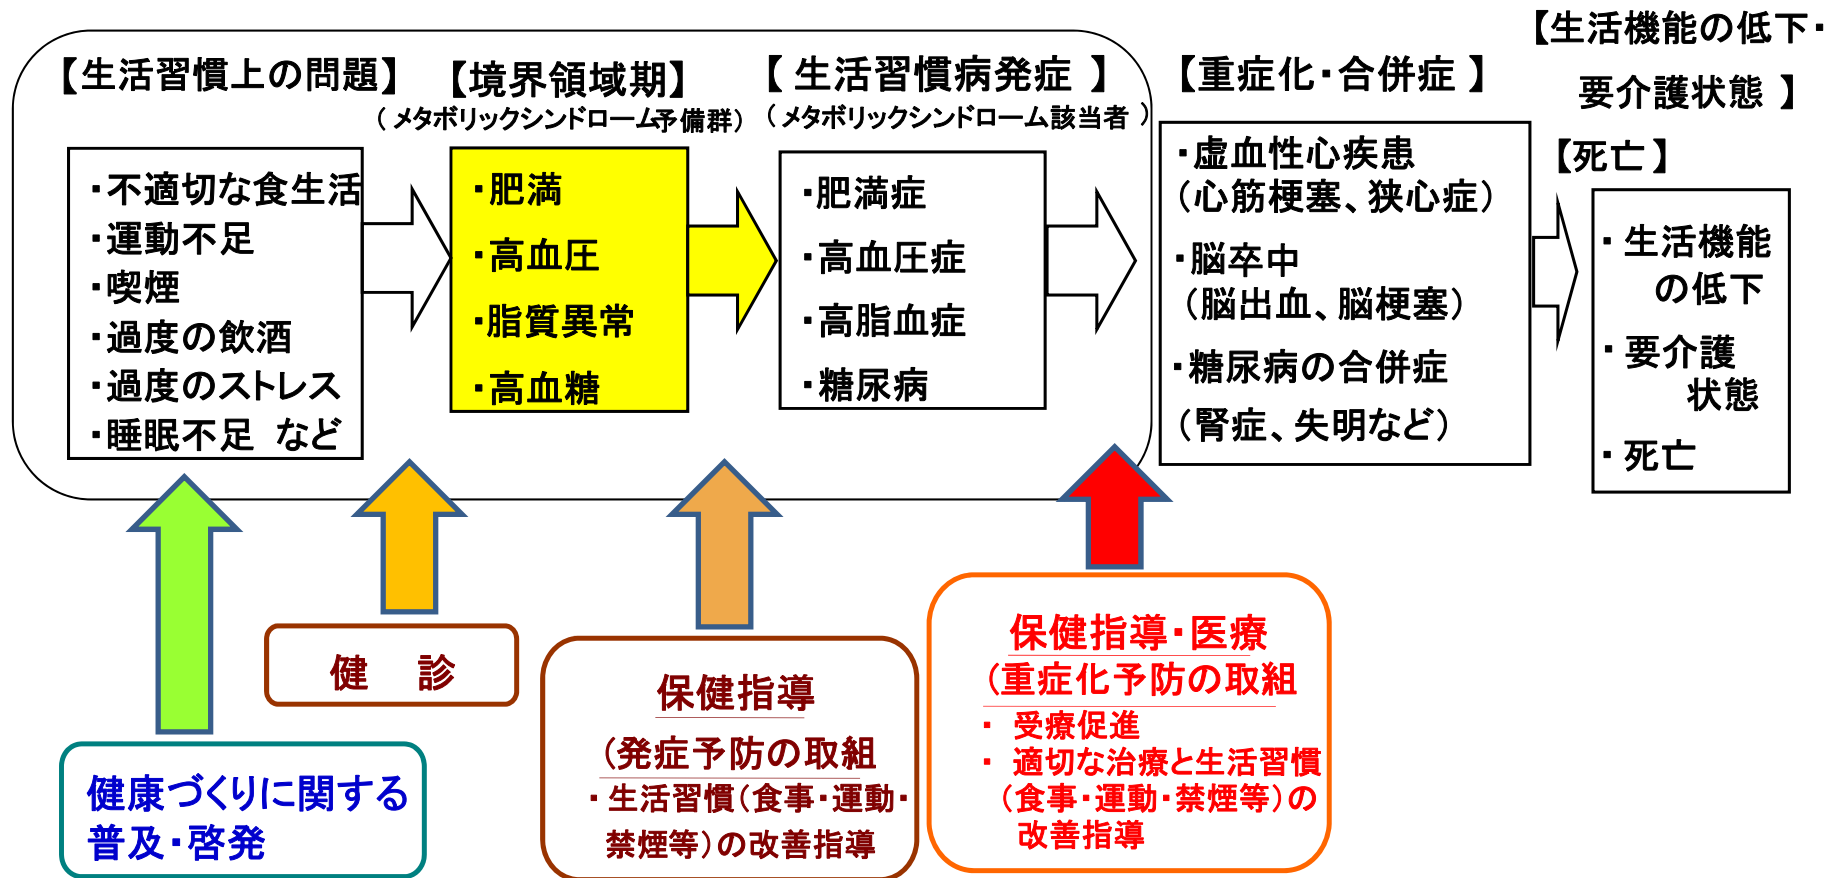 【生活習慣上の問題】
・不適切な食生活
・運動不足
・喫煙
・過度の飲酒
・過度のストレス
・睡眠不足 など
【境界領域期】
(メタボリックシンドローム予備群)
・肥満
・高血圧
・脂質異常
・高血糖
【 生活習慣病発症 】
(メタボリックシンドローム該当者 )
・肥満症
・高血圧症
・高脂血症
・糖尿病
【重症化・合併症 】
・虚血性心疾患
(心筋梗塞、狭心症)
・脳卒中
(脳出血、脳梗塞)
・糖尿病の合併症
(腎症、失明など)
【生活機能の低下・
要介護状態 】
【死亡 】
・ 生活機能
の低下
・ 要介護
状態
・ 死亡
健康づくりに関する
普及・啓発
健 診
保健指導
(発症予防の取組
・ 生活習慣(食事・運動・
禁煙等)の改善指導
保健指導・医療
(重症化予防の取組
・ 受療促進
・ 適切な治療と生活習慣
(食事・運動・禁煙等)の
改善指導